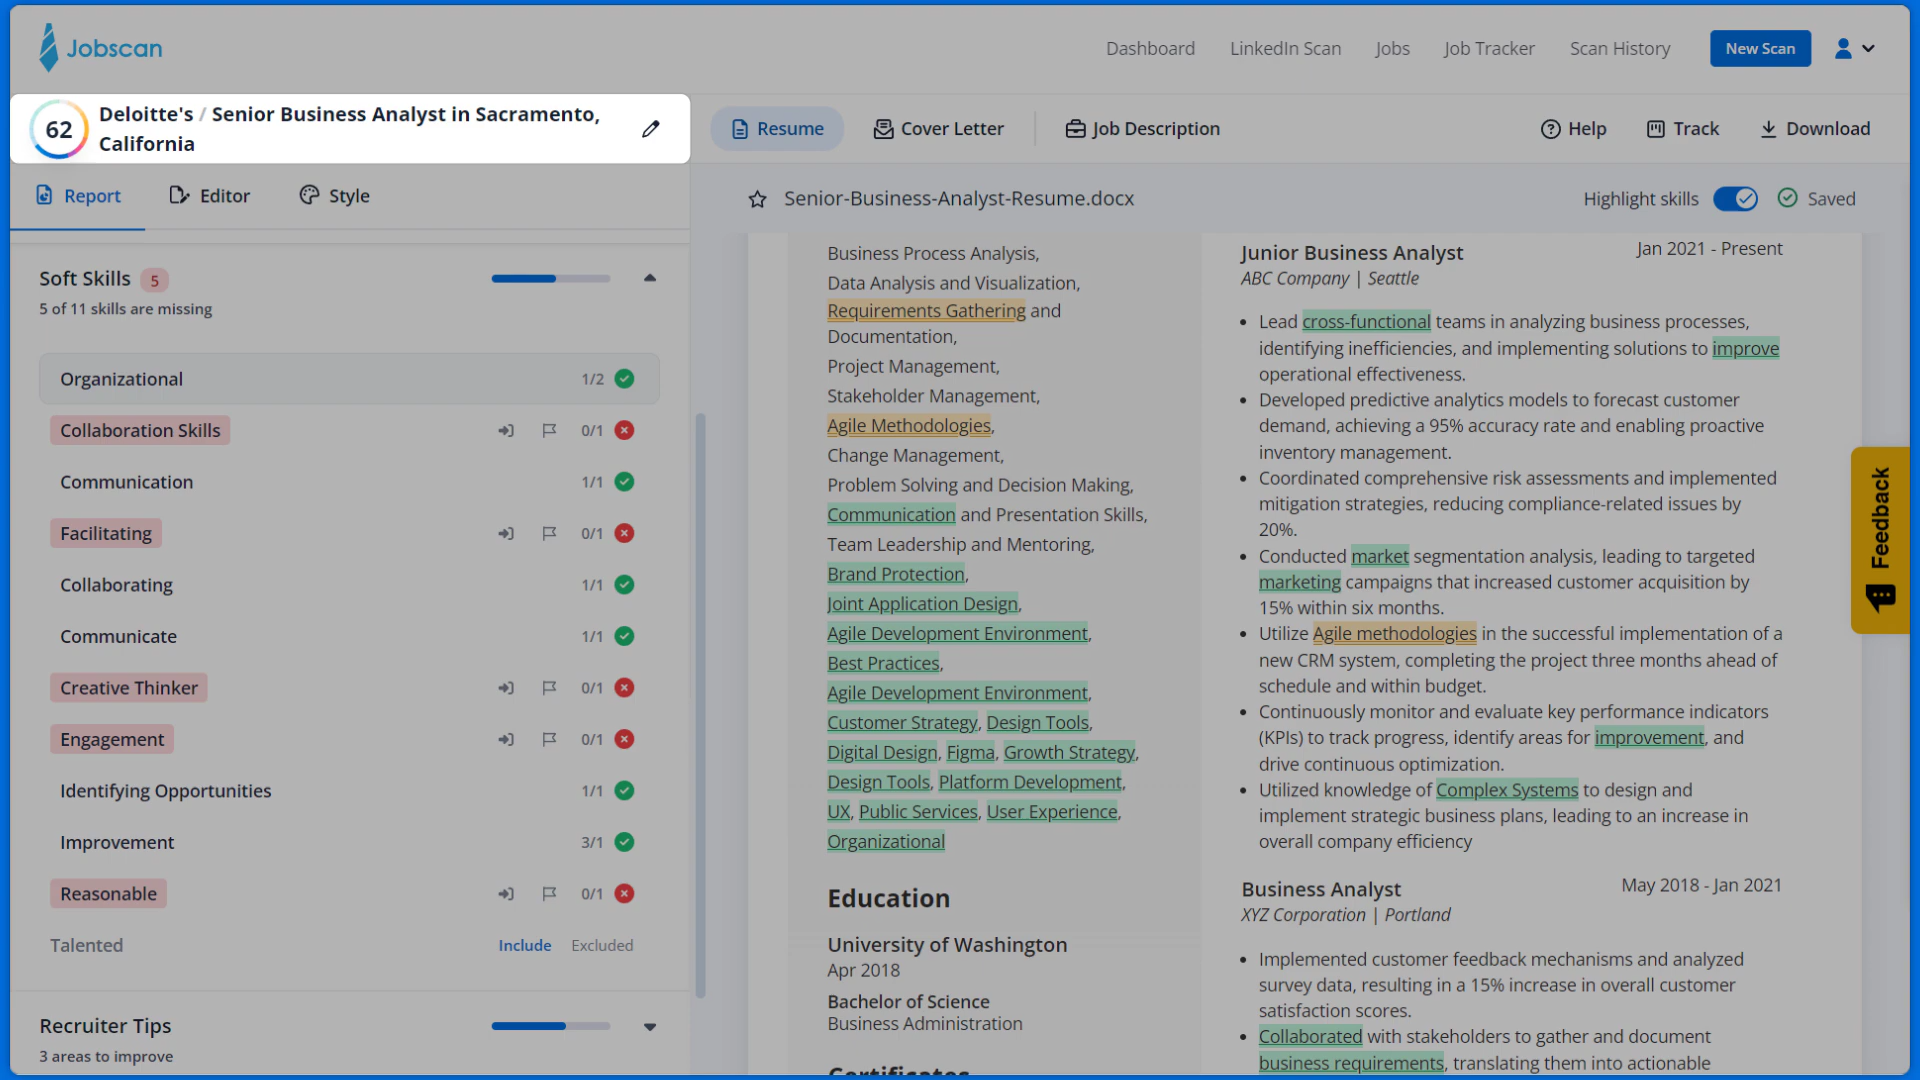 Jobscan
Dashboard
LinkedIn Scan
Jobs
Job Tracker
Scan History
New Scan
62
Deloitte's / Senior Business Analyst in Sacramento,
California
Resume
Cover Letter
Job Description
Help
Track
Download
Report
Editor
Style
Senior-Business-Analyst-Resume.docx
Highlight skills
Saved
Soft Skills 5
5 of 11 skills are missing
Organizational 1/2
Collaboration Skills 0/1
Communication 1/1
Facilitating 0/1
Collaborating 1/1
Communicate 1/1
Creative Thinker 0/1
Engagement 0/1
Identifying Opportunities 1/1
Improvement 3/1
Reasonable 0/1
Talented Include Excluded
Recruiter Tips
3 areas to improve
Business Process Analysis,
Data Analysis and Visualization,
Requirements Gathering and
Documentation,
Project Management,
Stakeholder Management,
Agile Methodologies,
Change Management,
Problem Solving and Decision Making,
Communication and Presentation Skills,
Team Leadership and Mentoring,
Brand Protection,
Joint Application Design,
Agile Development Environment,
Best Practices,
Agile Development Environment,
Customer Strategy, Design Tools,
Digital Design, Figma, Growth Strategy,
Design Tools, Platform Development,
UX, Public Services, User Experience,
Organizational
Education
University of Washington
Apr 2018
Bachelor of Science
Business Administration
Certificates
Junior Business Analyst
Jan 2021 - Present
ABC Company | Seattle
• Lead cross-functional teams in analyzing business processes,
identifying inefficiencies, and implementing solutions to improve
operational effectiveness.
• Developed predictive analytics models to forecast customer
demand, achieving a 95% accuracy rate and enabling proactive
inventory management.
• Coordinated comprehensive risk assessments and implemented
mitigation strategies, reducing compliance-related issues by
20%.
• Conducted market segmentation analysis, leading to targeted
marketing campaigns that increased customer acquisition by
15% within six months.
• Utilize Agile methodologies in the successful implementation of a
new CRM system, completing the project three months ahead of
schedule and within budget.
• Continuously monitor and evaluate key performance indicators
(KPIs) to track progress, identify areas for improvement, and
drive continuous optimization.
• Utilized knowledge of Complex Systems to design and
implement strategic business plans, leading to an increase in
overall company efficiency
Business Analyst
May 2018 - Jan 2021
XYZ Corporation | Portland
• Implemented customer feedback mechanisms and analyzed
survey data, resulting in a 15% increase in overall customer
satisfaction scores.
• Collaborated with stakeholders to gather and document
business requirements, translating them into actionable
Feedback